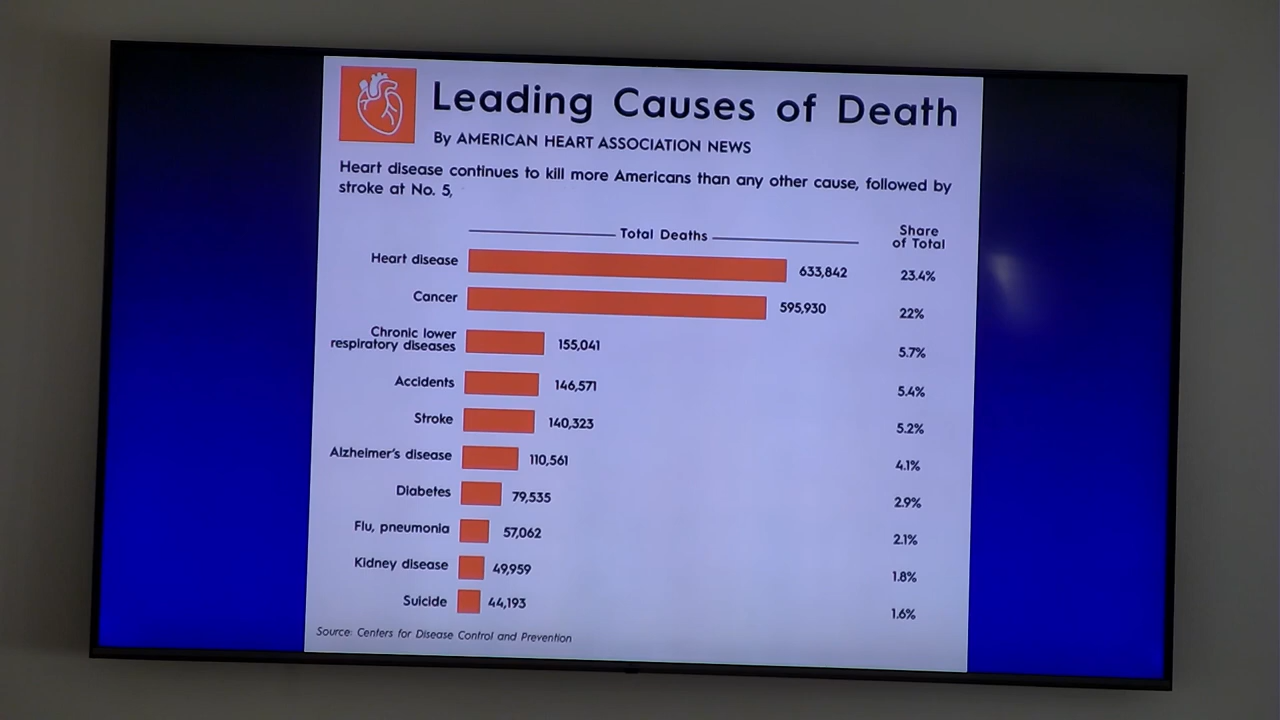 Leading Causes of Death
By AMERICAN HEART ASSOCIATION NEWS
Heart disease continues to kill more Americans than any other cause, followed by
stroke at No. 5,
Total Deaths
Share
of Total
Heart disease 633,842 23.4%
Cancer 595,930 22%
Chronic lower
respiratory diseases 155,041 5.7%
Accidents 146,571 5.4%
Stroke 140,323 5.2%
Alzheimer's disease 110,561 4.1%
Diabetes 79,535 2.9%
Flu, pneumonia 57,062 2.1%
Kidney disease 49,959 1.8%
Suicide 44,193 1.6%
Source: Centers for Disease Control and Prevention